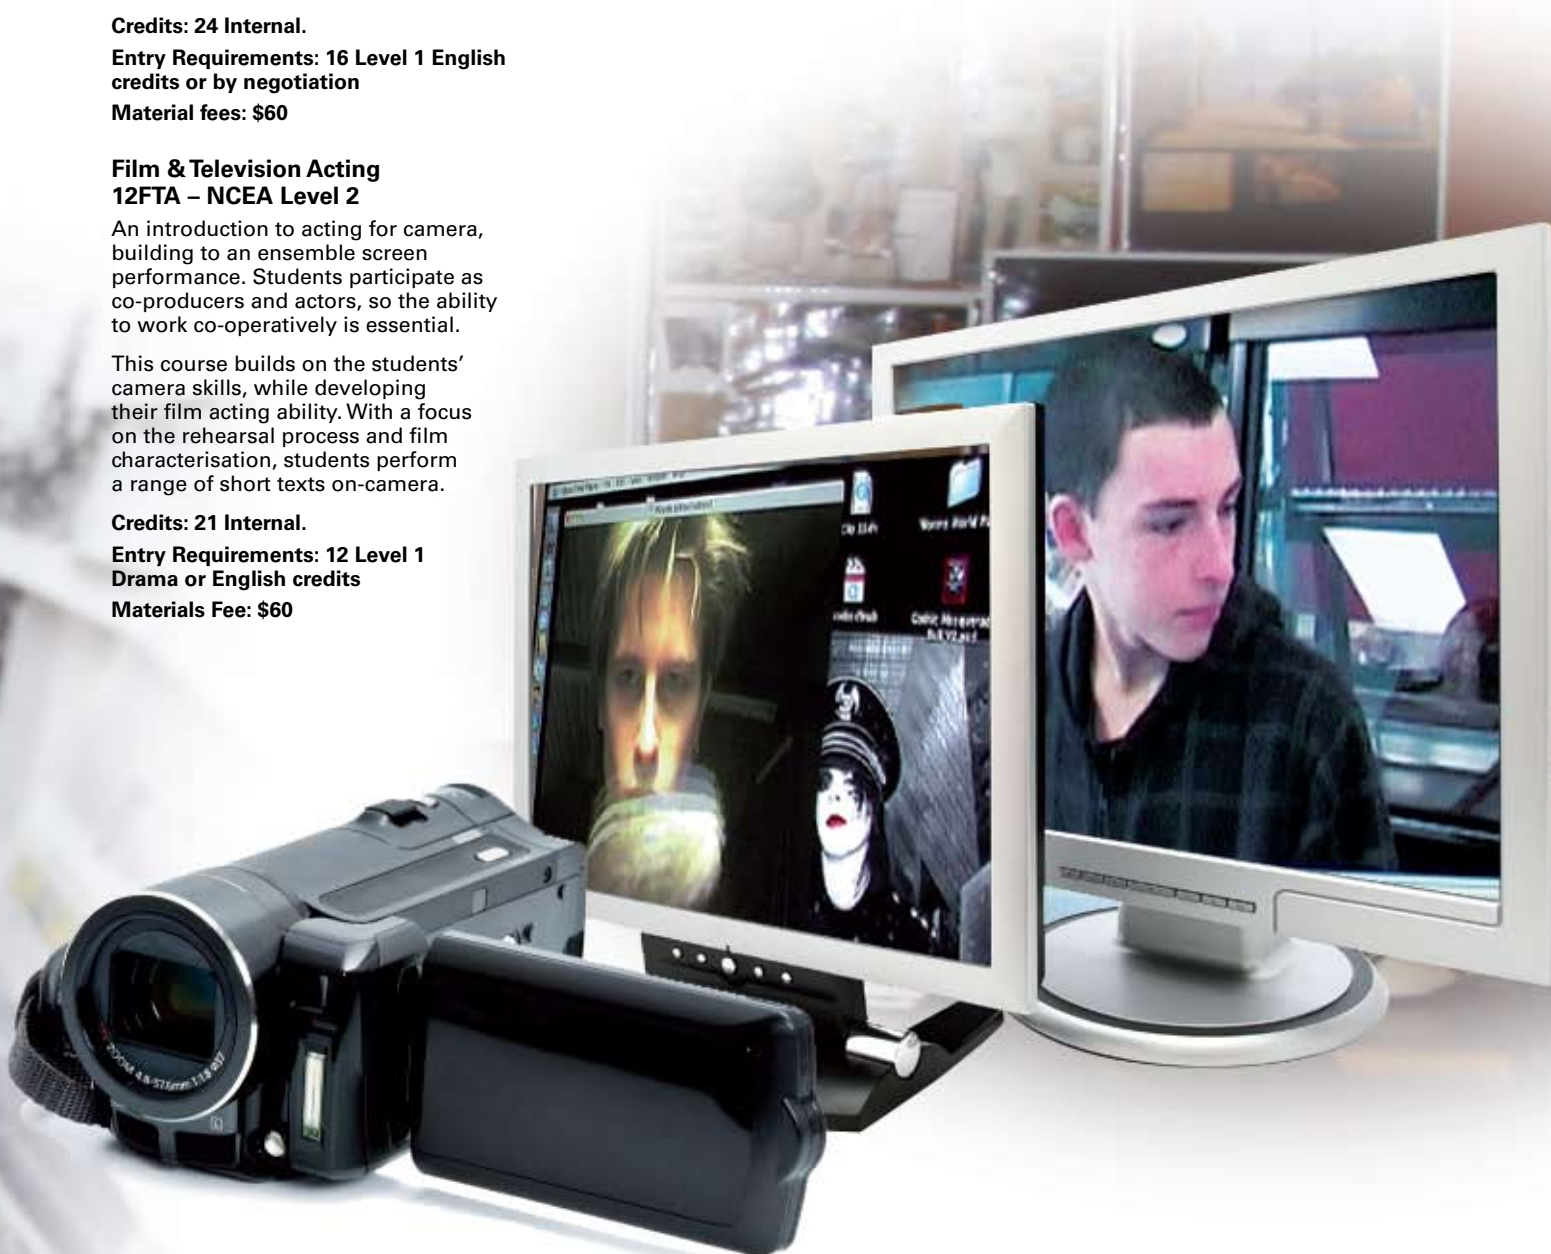 Credits: 24 Internal.
Entry Requirements: 16 Level 1 English
credits or by negotiation
Material fees: $60
Film & Television Acting
12FTA – NCEA Level 2
An introduction to acting for camera,
building to an ensemble screen
performance. Students participate as
co-producers and actors, so the ability
to work co-operatively is essential.
This course builds on the students’
camera skills, while developing
their film acting ability. With a focus
on the rehearsal process and film
characterisation, students perform
a range of short texts on-camera.
Credits: 21 Internal.
Entry Requirements: 12 Level 1
Drama or English credits
Materials Fee: $60
ZOOM